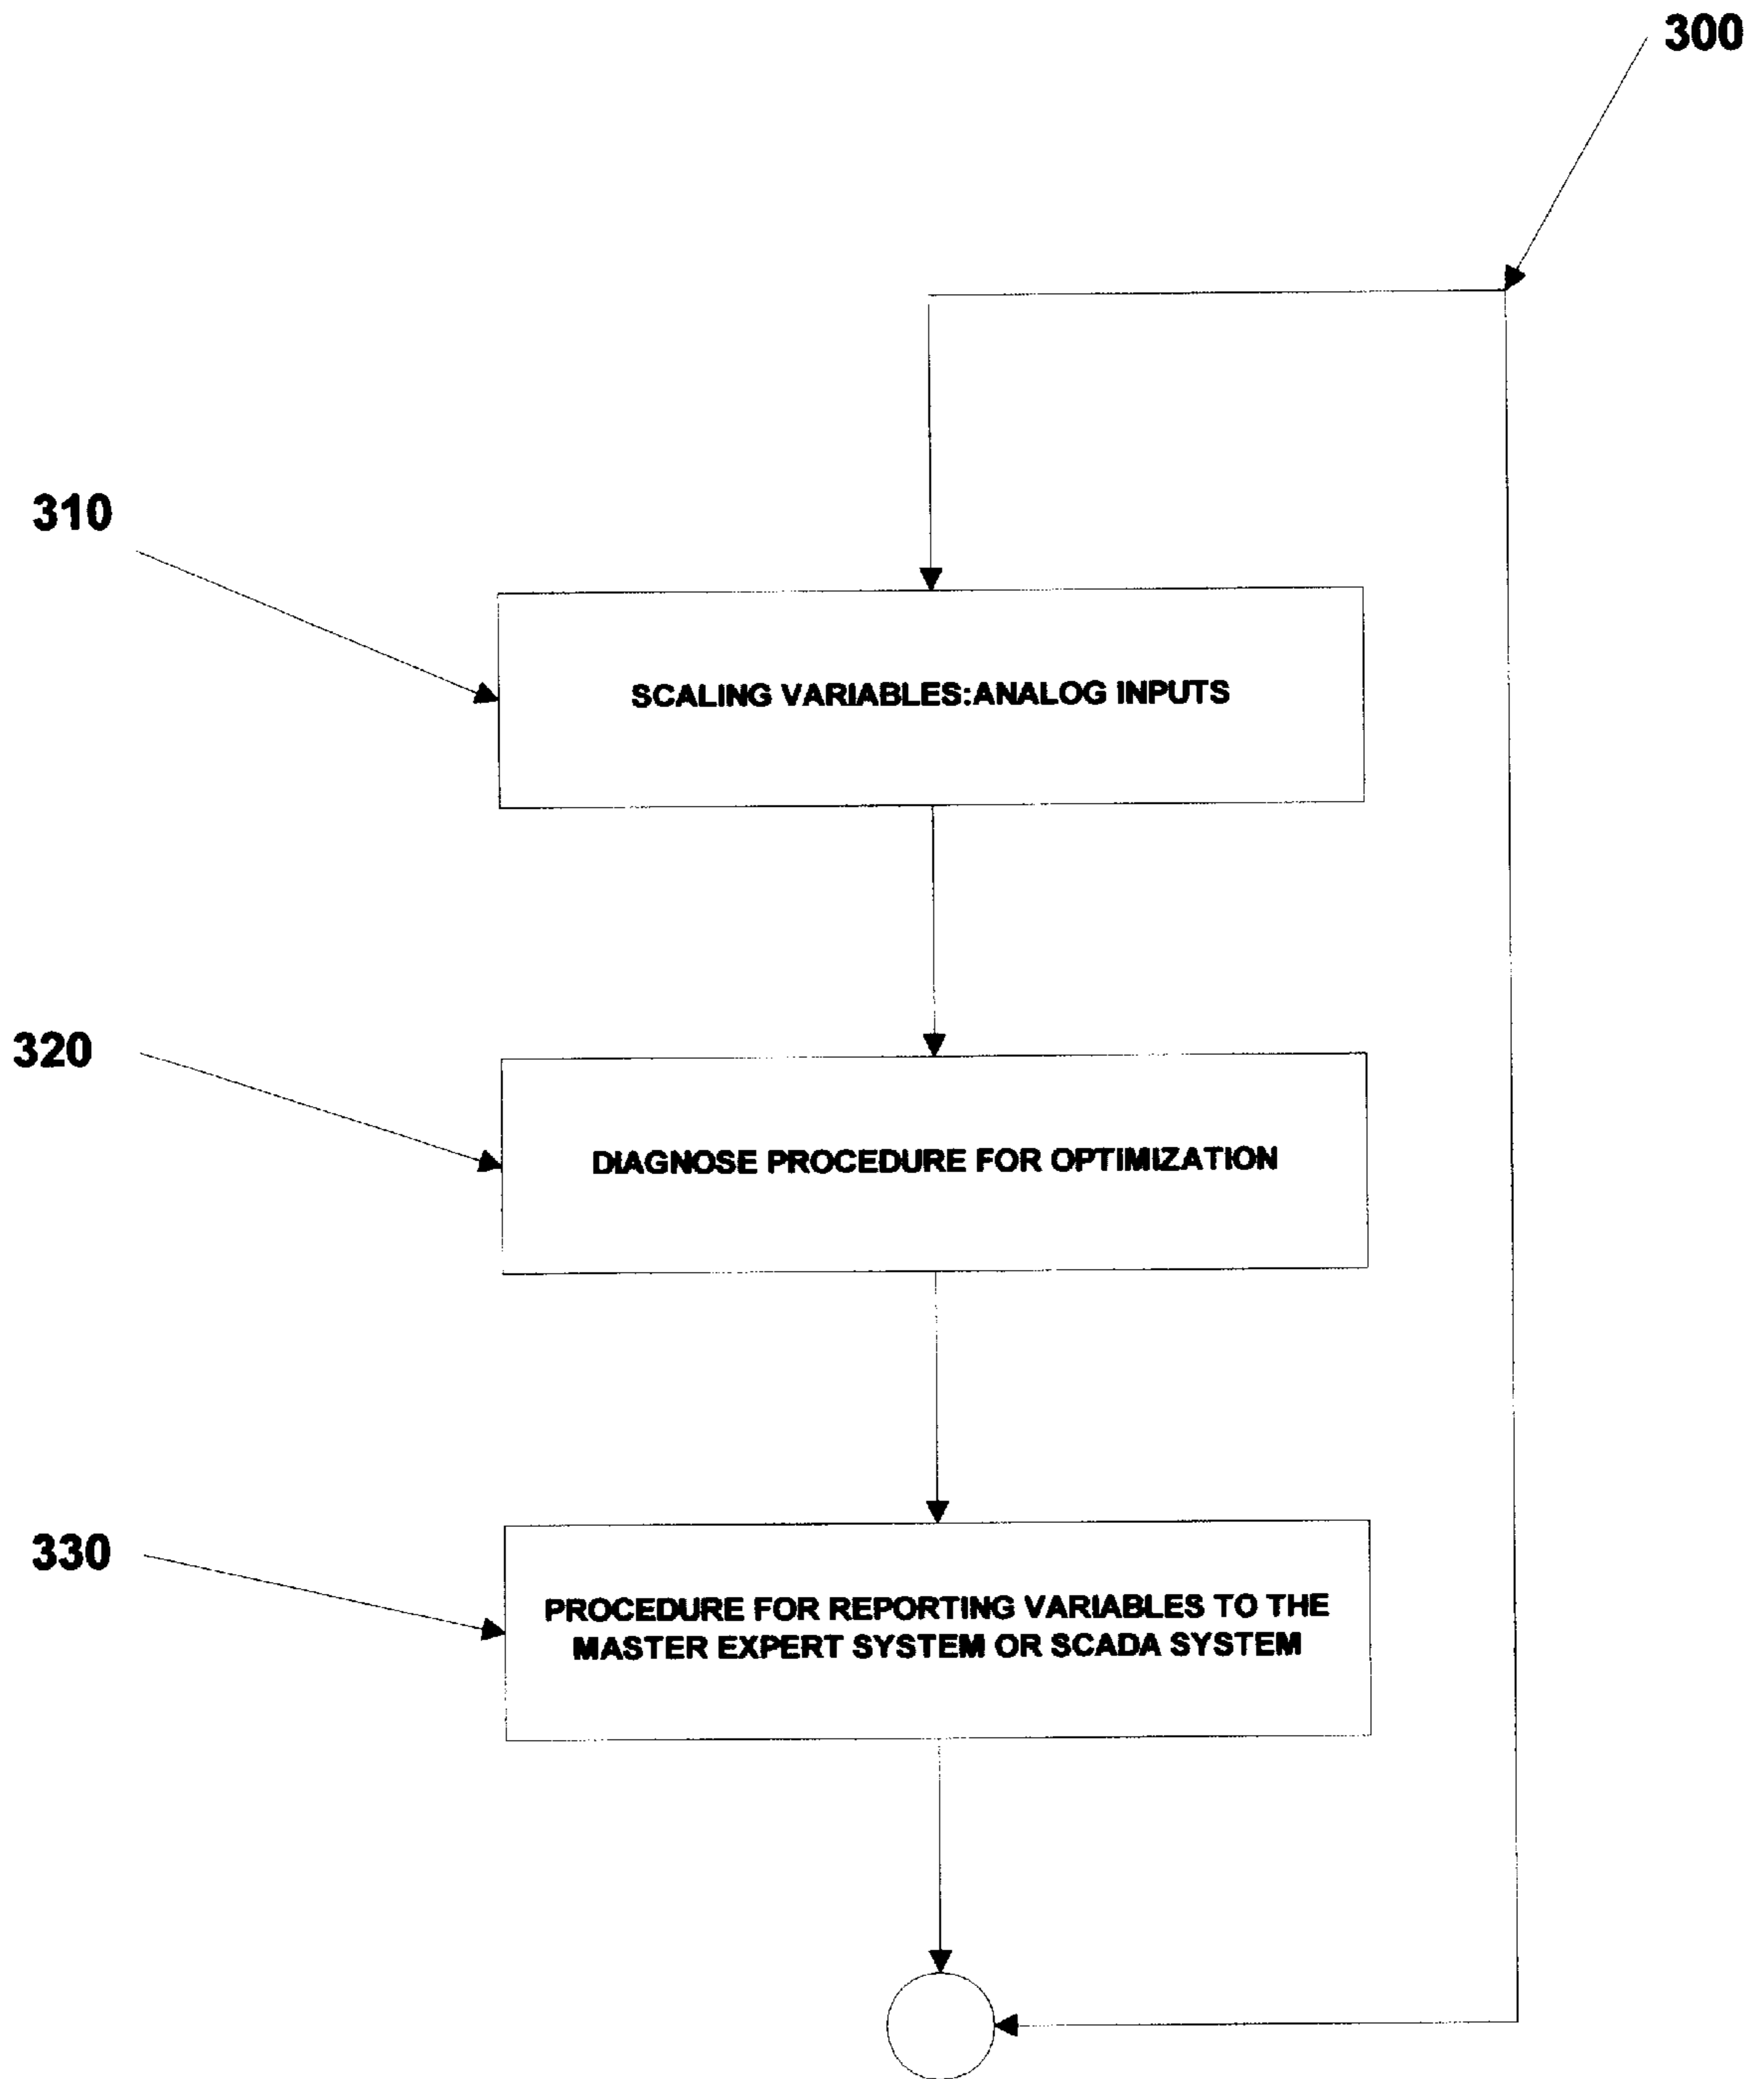 300
310
SCALING VARIABLES:ANALOG INPUTS
320
DIAGNOSE PROCEDURE FOR OPTIMIZATION
330
PROCEDURE FOR REPORTING VARIABLES TO THE
MASTER EXPERT SYSTEM OR SCADA SYSTEM